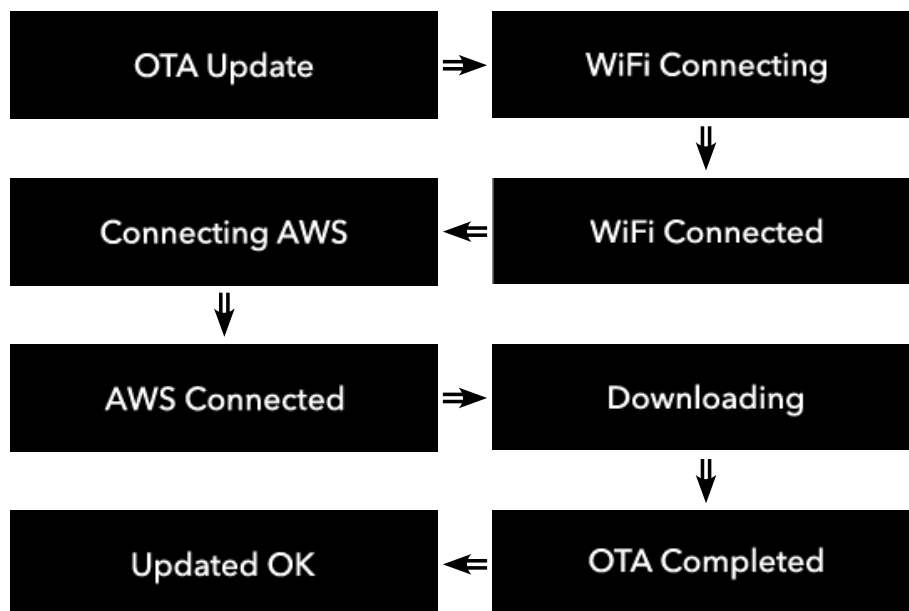 OTA Update
WiFi Connecting
WiFi Connected
Connecting AWS
AWS Connected
Downloading
OTA Completed
Updated OK